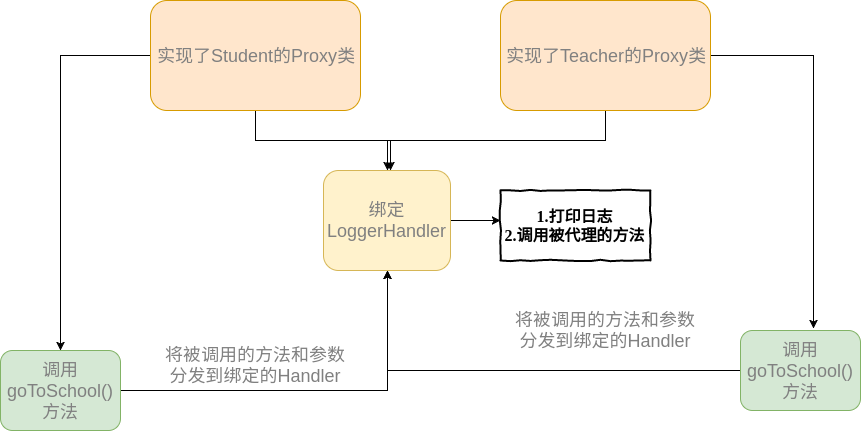 实现了Student的Proxy类
实现了Teacher的Proxy类
绑定
LoggerHandler
1.打印日志
2.调用被代理的方法
将被调用的方法和参数
分发到绑定的Handler
将被调用的方法和参数
分发到绑定的Handler
调用
goToSchool()
方法
调用
goToSchool()
方法